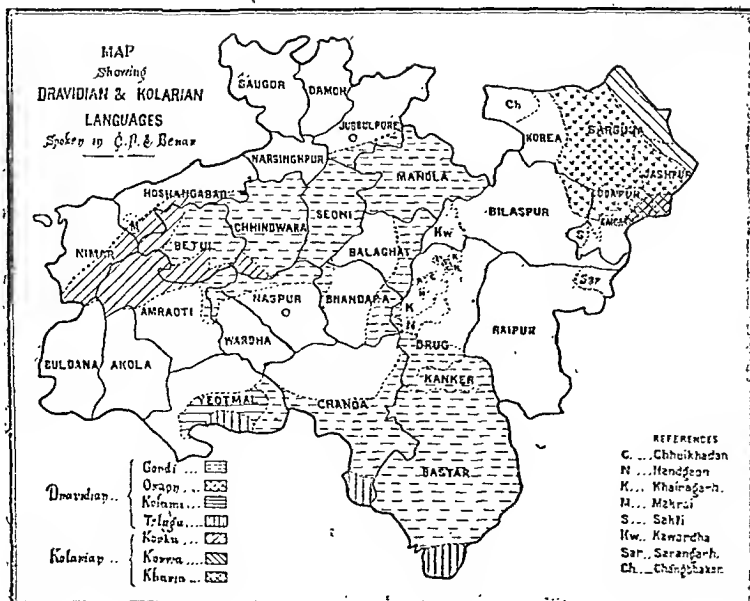 MAP
Showing
DRAVIDIAN & KOLARIAN
LANGUAGES
Spoken in C.P. & Berar
SAUGOR
DAMOH
JUBBULPORE
Ch
KOREA
SARGUJA
NARSINGHPUR
MANDLA
JASHPUR
UDAIPUR
HOSHANGABAD
SEONI
BILASPUR
M
CHHINDWARA
Kw
S
NIMAR
BETUL
BALAGHAT
Sar
NAGPUR
BHANDARA
K
RAIPUR
AMRAOTI
N
WARDHA
DRUG
BULDANA
AKOLA
KANKER
YEOTMAL
CHANDA
BASTAR
Dravidian..
Gondi ...
Oraon ...
Kolami ...
Telugu ...
Kolarian ..
Korku ...
Korwa ...
Kharia ...
REFERENCES
C. ... Chhuikhadan
N ... Nandgaon
K ... Khairagarh.
M ... Makrai
S ... Sakti
Kw.. Kawardha
Sar.. Sarangarh.
Ch... Changbhakar.